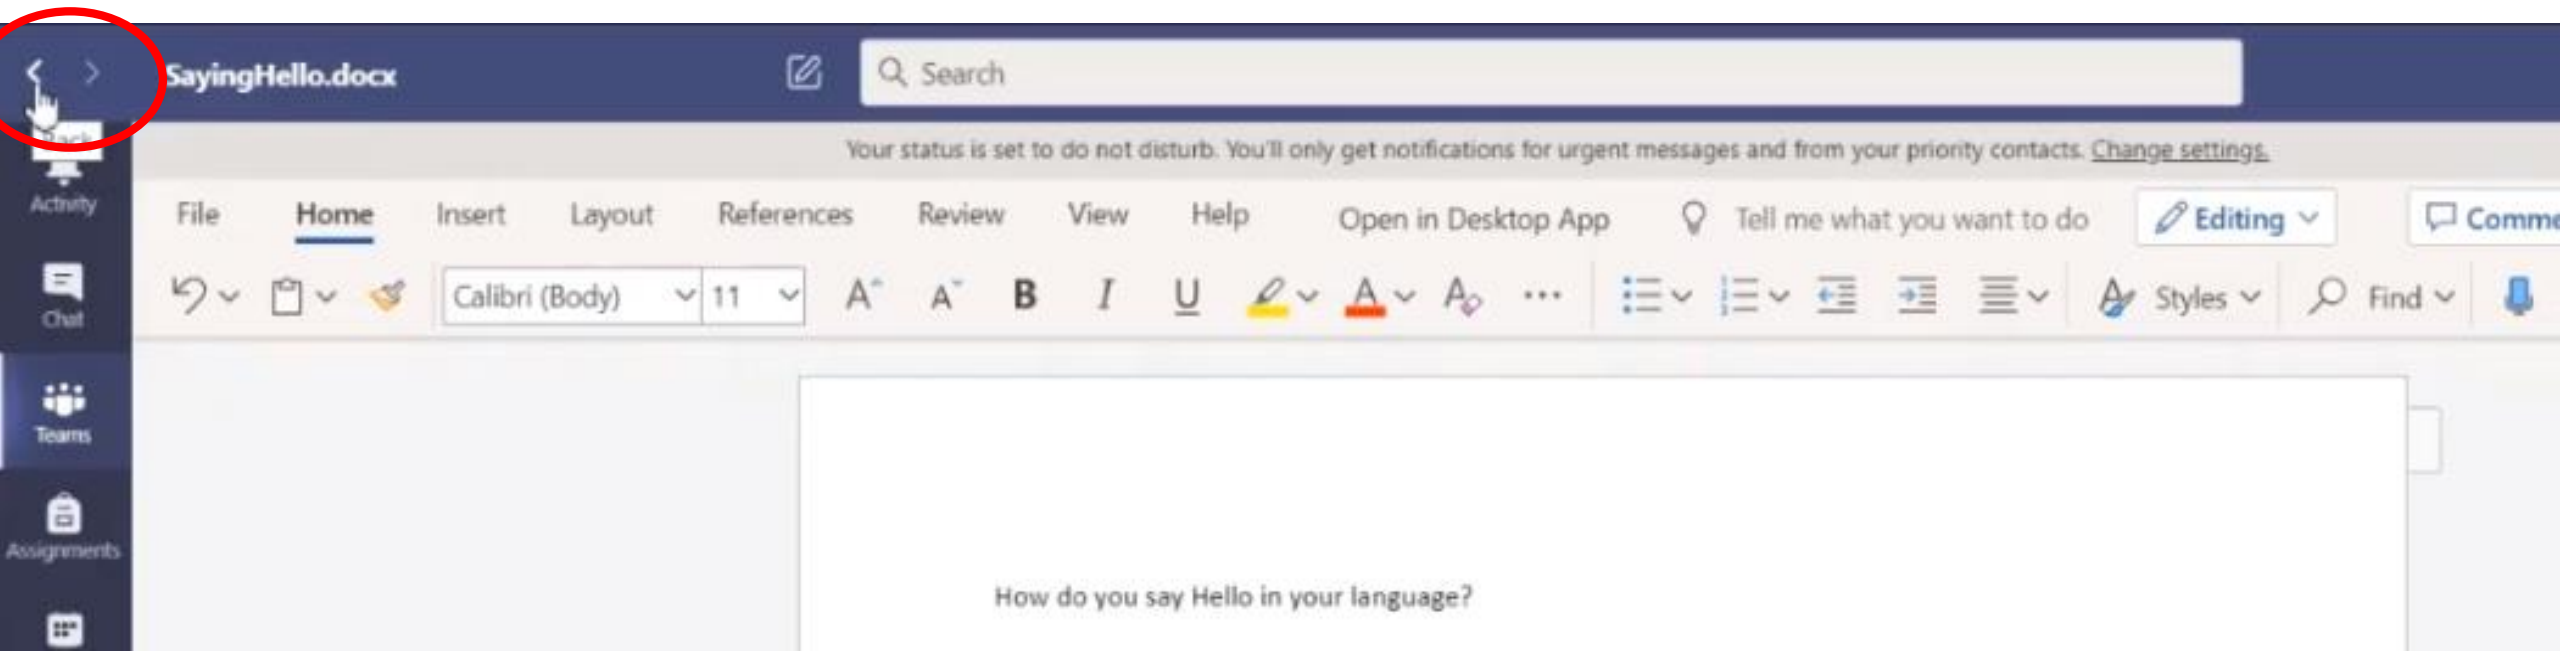 SayingHello.docx
Search
Back
Your status is set to do not disturb. You'll only get notifications for urgent messages and from your priority contacts. Change settings.
Activity
File Home Insert Layout References Review View Help Open in Desktop App Tell me what you want to do Editing Comme
Calibri (Body) 11 A A B I U A A Styles Find
Chat
Teams
Assignments
How do you say Hello in your language?